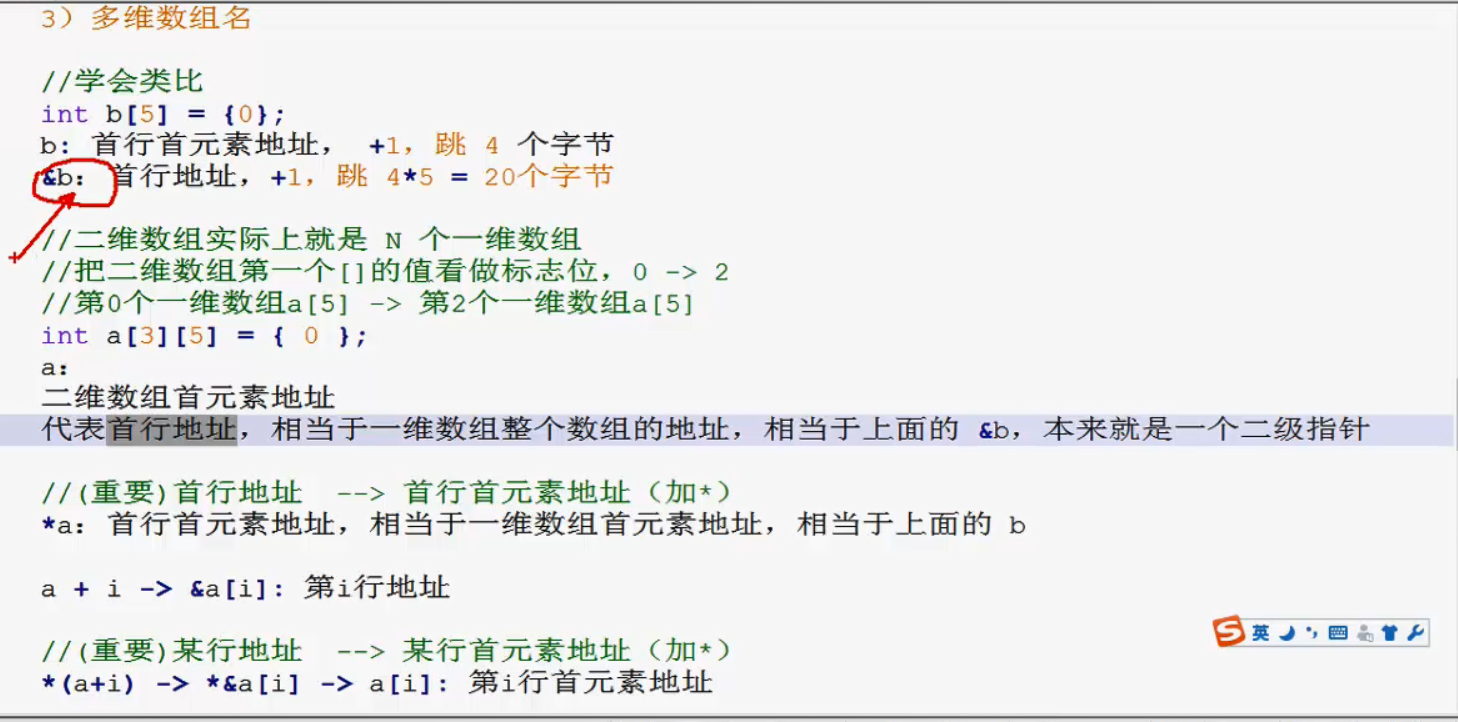 3) 多维数组名
//学会类比
int b[5] = {0};
b: 首行首元素地址, +1, 跳 4 个字节
&b: 首行地址, +1, 跳 4*5 = 20个字节
//二维数组实际上就是 N 个一维数组
//把二维数组第一个[]的值看做标志位, 0 -> 2
//第0个一维数组a[5] -> 第2个一维数组a[5]
int a[3][5] = { 0 };
a:
二维数组首元素地址
代表首行地址, 相当于一维数组整个数组的地址, 相当于上面的 &b, 本来就是一个二级指针
//(重要)首行地址 --> 首行首元素地址(加*)
*a: 首行首元素地址, 相当于一维数组首元素地址, 相当于上面的 b
a + i -> &a[i]: 第i行地址
英
//(重要)某行地址 --> 某行首元素地址(加*)
*(a+i) -> *&a[i] -> a[i]: 第i行首元素地址